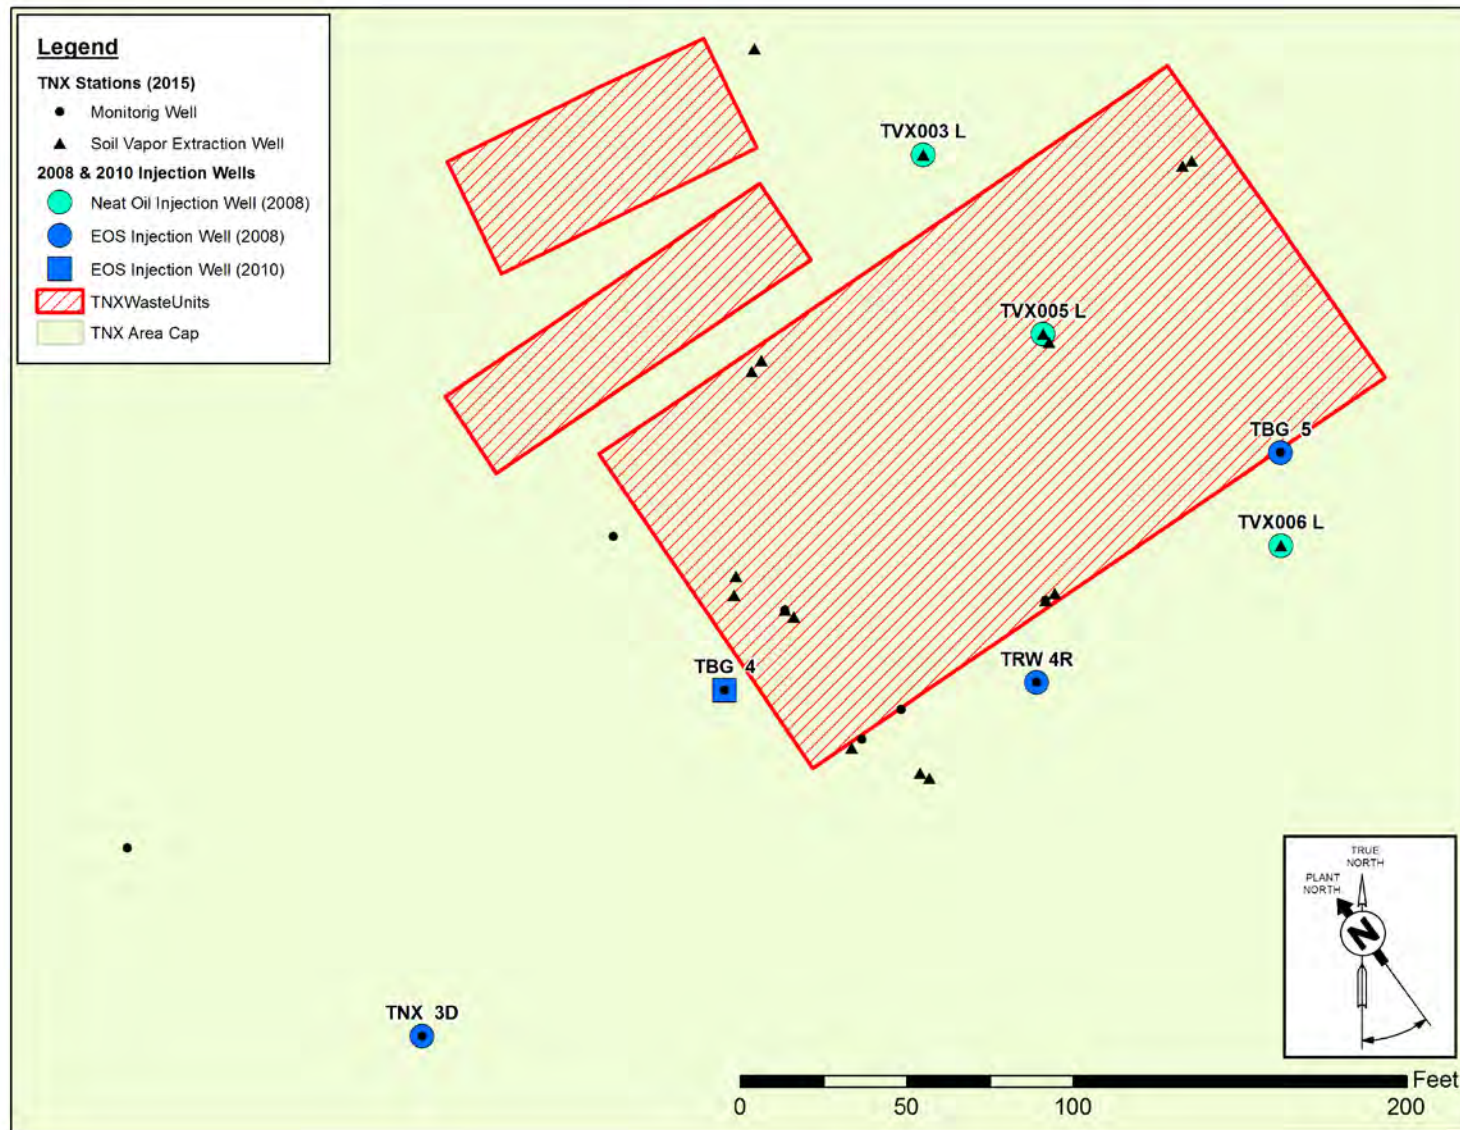 Legend
TNX Stations (2015)
Monitorig Well
Soil Vapor Extraction Well
2008 & 2010 Injection Wells
Neat Oil Injection Well (2008)
EOS Injection Well (2008)
EOS Injection Well (2010)
TNXWasteUnits
TNX Area Cap
TVX003 L
TVX005 L
TBG 5
TVX006 L
TBG 4
TRW 4R
TNX 3D
TRUE
NORTH
PLANT
NORTH
N
Feet
0 50 100 200